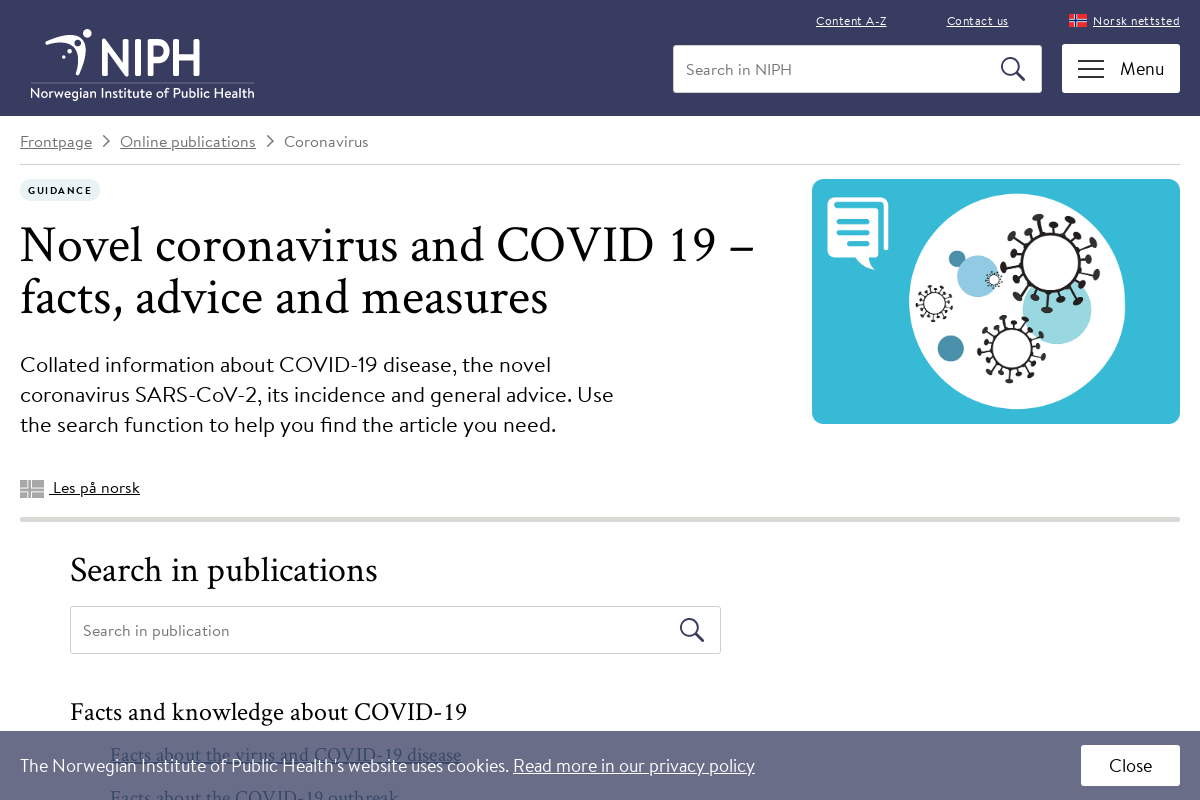 Content A-Z
Contact us
Norsk nettsted
NIPH
Norwegian Institute of Public Health
Search in NIPH
Menu
Frontpage > Online publications > Coronavirus
GUIDANCE
Novel coronavirus and COVID 19 –
facts, advice and measures
Collated information about COVID-19 disease, the novel
coronavirus SARS-CoV-2, its incidence and general advice. Use
the search function to help you find the article you need.
Les på norsk
Search in publications
Search in publication
Facts and knowledge about COVID-19
Facts about the virus and COVID-19 disease
The Norwegian Institute of Public Health's website uses cookies. Read more in our privacy policy
Close
Facts about the COVID-19 outbreak